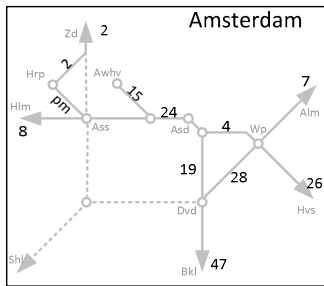 Amsterdam
Zd 2
Hrp 2
Awhv
15
pm
Hlm
8
Ass
24
Asd
4
Wp
7
Alm
19
28
26
Hvs
Dvd
Shl
Bkl 47